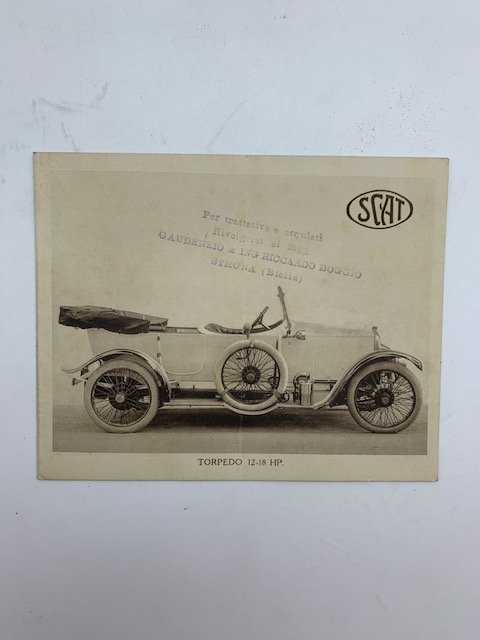 SCAT
Per trattative e acquisti
Rivolgersi ai Sigg
GAUDENZIO & ING RICCARDO BOGGIO
STRONA (Biella)
TORPEDO 12-18 HP.